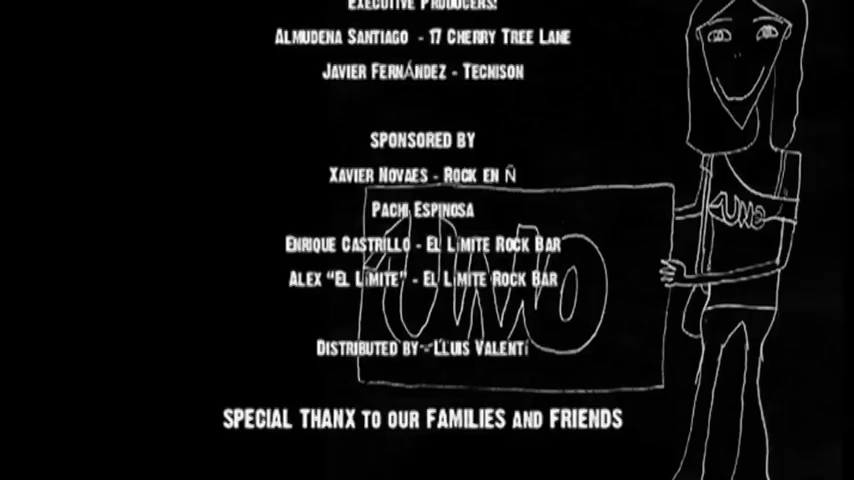 EXECUTIVE PRODUCERS:
ALMUDENA SANTIAGO - 17 CHERRY TREE LANE
JAVIER FERNÁNDEZ - TECNISON
SPONSORED BY
XAVIER NOVAES - ROCK EN Ñ
PACHI ESPINOSA
ENRIQUE CASTRILLO - EL LÍMITE ROCK BAR
ALEX "EL LÍMITE" - EL LÍMITE ROCK BAR
DISTRIBUTED BY - LLUIS VALENTÍ
SPECIAL THANX TO OUR FAMILIES AND FRIENDS
UNO
UNO